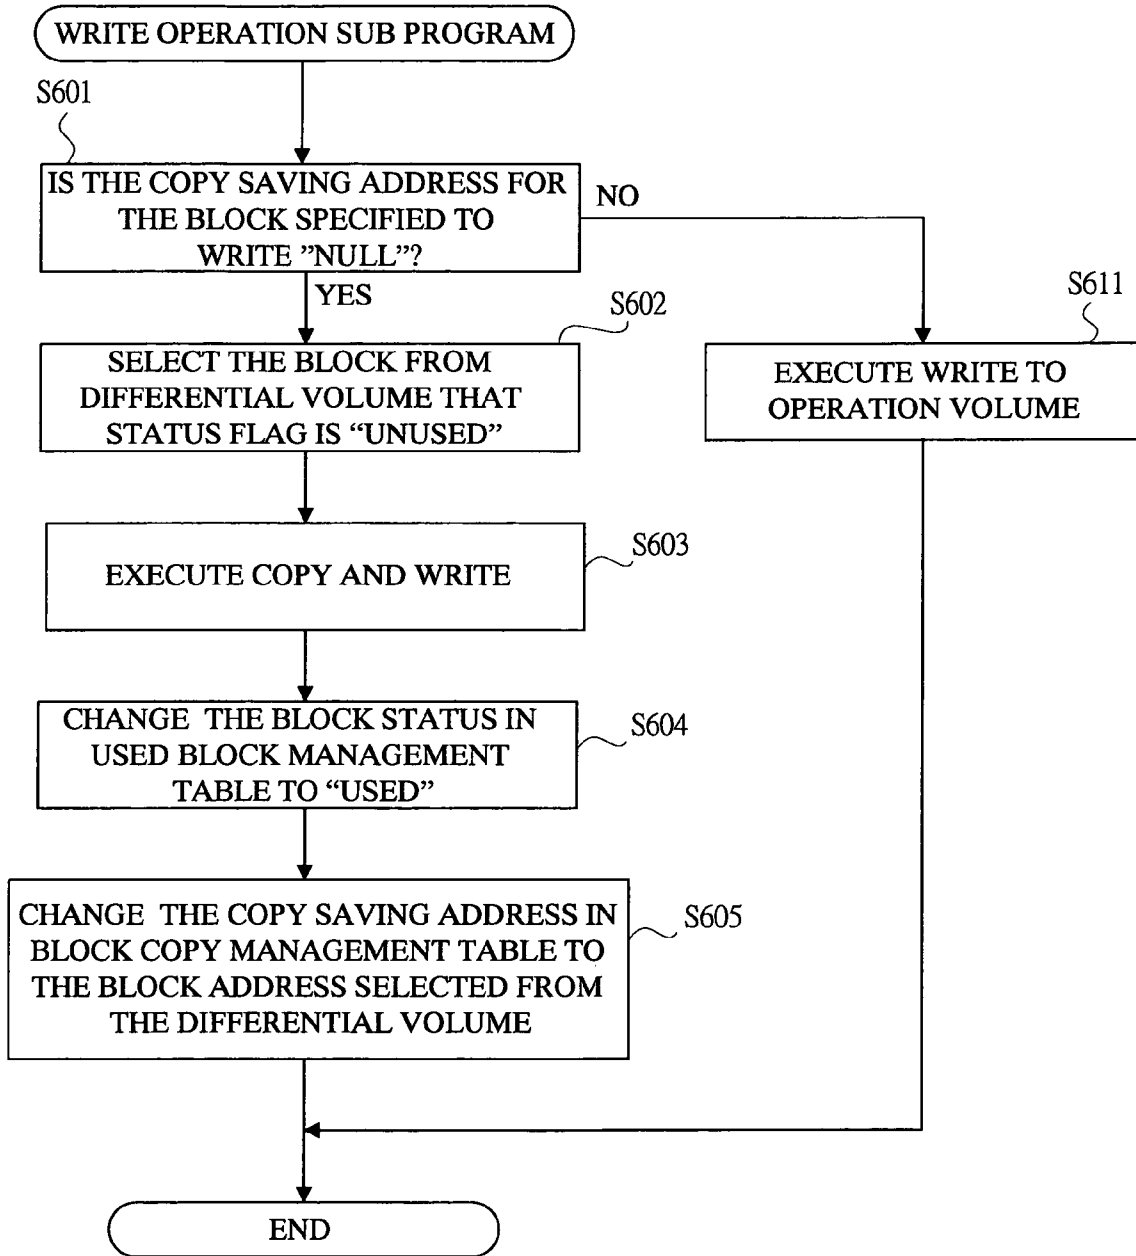 WRITE OPERATION SUB PROGRAM
S601
IS THE COPY SAVING ADDRESS FOR
THE BLOCK SPECIFIED TO
WRITE ”NULL”?
NO
YES
S602
SELECT THE BLOCK FROM
DIFFERENTIAL VOLUME THAT
STATUS FLAG IS “UNUSED”
S611
EXECUTE WRITE TO
OPERATION VOLUME
S603
EXECUTE COPY AND WRITE
S604
CHANGE THE BLOCK STATUS IN
USED BLOCK MANAGEMENT
TABLE TO “USED”
S605
CHANGE THE COPY SAVING ADDRESS IN
BLOCK COPY MANAGEMENT TABLE TO
THE BLOCK ADDRESS SELECTED FROM
THE DIFFERENTIAL VOLUME
END